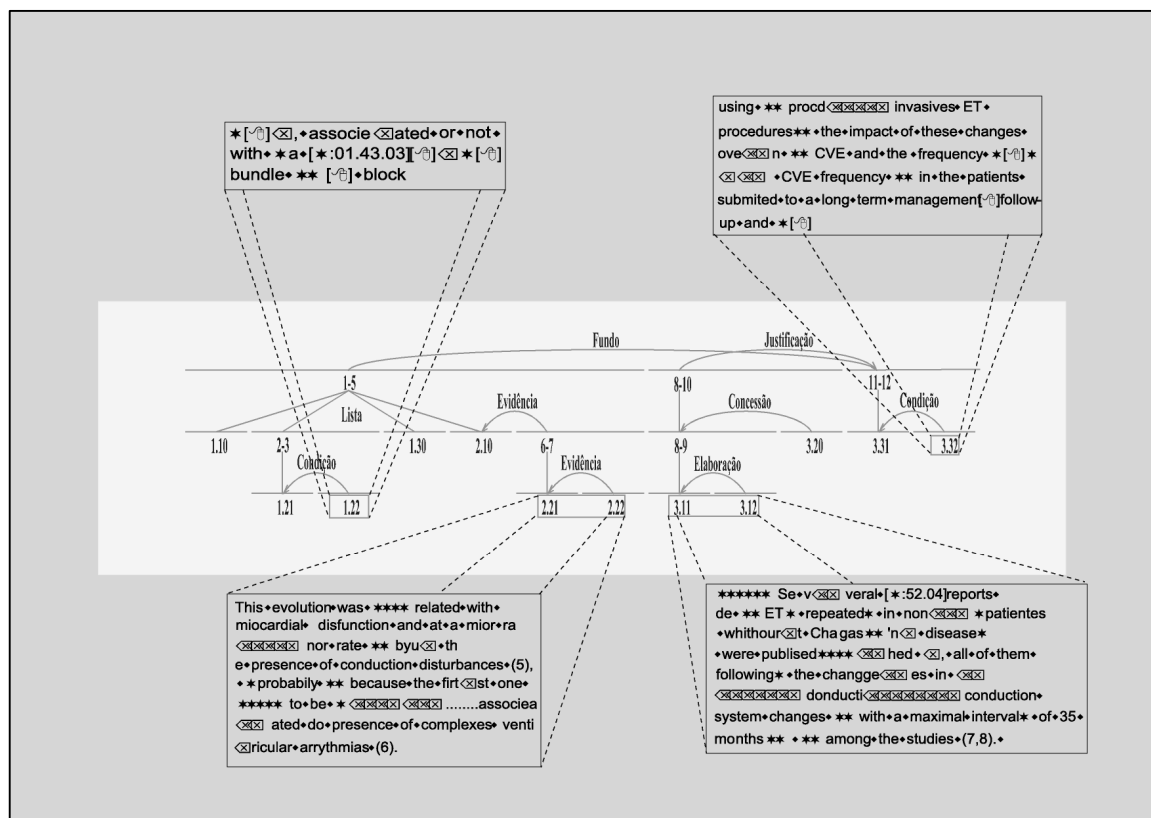 ✶[🖰]⌫,⬥associe⌫ated⬥or⬥not
with⬥✶a⬥[✶:01.43.03][🖰]⌫✶[🖰]
bundle⬥✶✶ [🖰]⬥block
using⬥✶✶ procd⌫⌫⌫⌫⌫ invasives⬥ET⬥
procedures✶✶⬥the impact⬥of these⬥changes
ove⌫⌫n⬥✶✶ CVE⬥and the⬥frequency ✶[🖰]✶
⌫⌫⌫ ⬥CVE⬥frequency ✶✶ in⬥the patients⬥
submited⬥to⬥a⬥long⬥term⬥management[🖰]follow-
up⬥and⬥✶[🖰]
Fundo
Justificação
1-5
8-10
11-12
Lista
Evidência
Concessão
Condição
1.10
2-3
1.30
2.10
6-7
8-9
3.20
3.31
3.32
Condição
Evidência
Elaboração
1.21
1.22
2.21
2.22
3.11
3.12
This⬥evolution⬥was⬥✶✶✶✶ related⬥with
miocardial⬥ disfunction⬥and⬥at⬥a⬥mior⬥ra
⌫⌫⌫⌫⌫ nor⬥rate⬥✶✶ byu⌫⬥th
e⬥presence⬥of⬥conduction⬥disturbances⬥(5),
⬥✶probabily⬥✶✶ because⬥the⬥firt⌫st⬥one⬥
✶✶✶✶✶ to⬥be⬥✶⌫⌫⌫⌫ ⌫⌫⌫ ........associea
⌫⌫ ated⬥do⬥presence⬥of⬥complexes⬥venti
⌫ricular⬥arrythmias⬥(6).
✶✶✶✶✶✶ Se⬥v⌫⌫ veral⬥[✶:52.04]reports⬥
de⬥✶✶ ET✶⬥repeated✶⬥in⬥non⌫⌫⌫ ✶patientes
⬥whithour⌫t⬥Chagas✶✶ 'n⌫⬥disease✶
⬥were⬥publised✶✶✶✶ ⌫⌫ hed⬥⌫,⬥all⬥of⬥them
following✶⬥the⬥changge⌫⌫ es⬥in⬥⌫⌫
⌫⌫⌫⌫⌫⌫⌫ donducti⌫⌫⌫⌫⌫⌫⌫⌫ conduction⬥
system⬥changes⬥✶✶ with⬥a⬥maximal⬥interval✶⬥of⬥35⬥
months⬥✶✶ ⬥✶✶ among⬥the⬥studies⬥(7,8).⬥